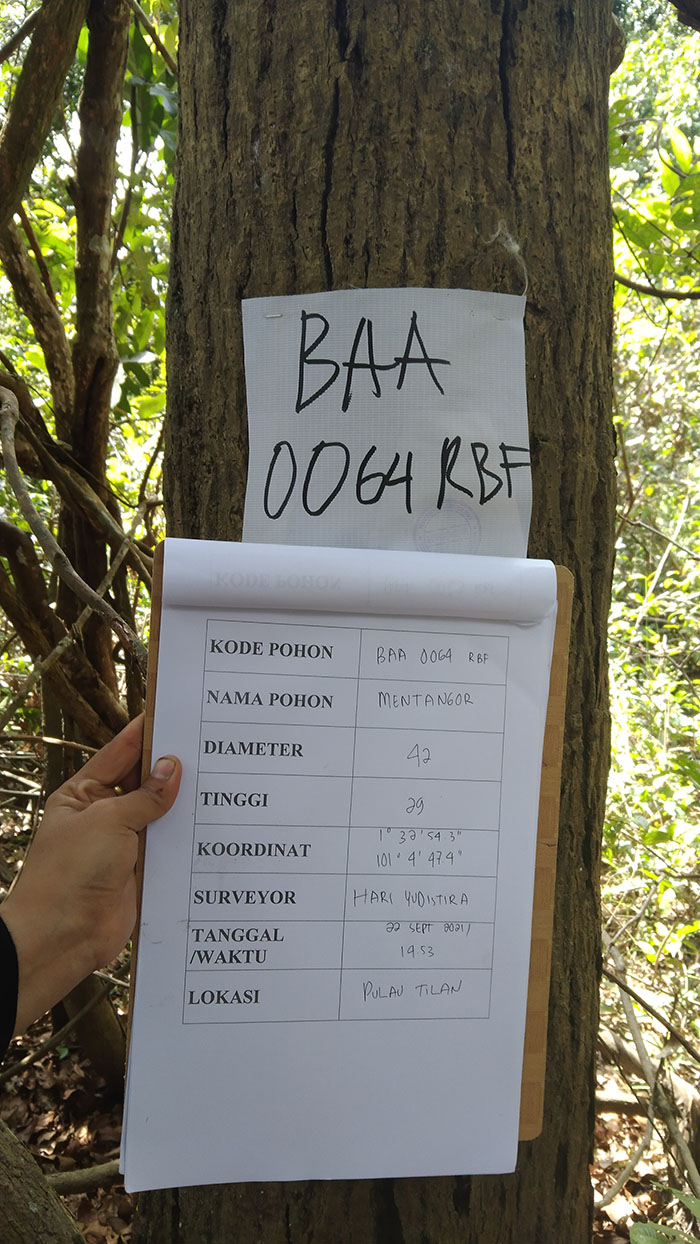 BAA
0064 RBF
KODE POHON BAA 0064 RBF
NAMA POHON MENTANGOR
DIAMETER 42
TINGGI 29
KOORDINAT 1° 32' 54.3"
101° 4' 47.4"
SURVEYOR HARI YUDISTIRA
TANGGAL 22 SEPT 2021/
/WAKTU 14.53
LOKASI PULAU TILAN